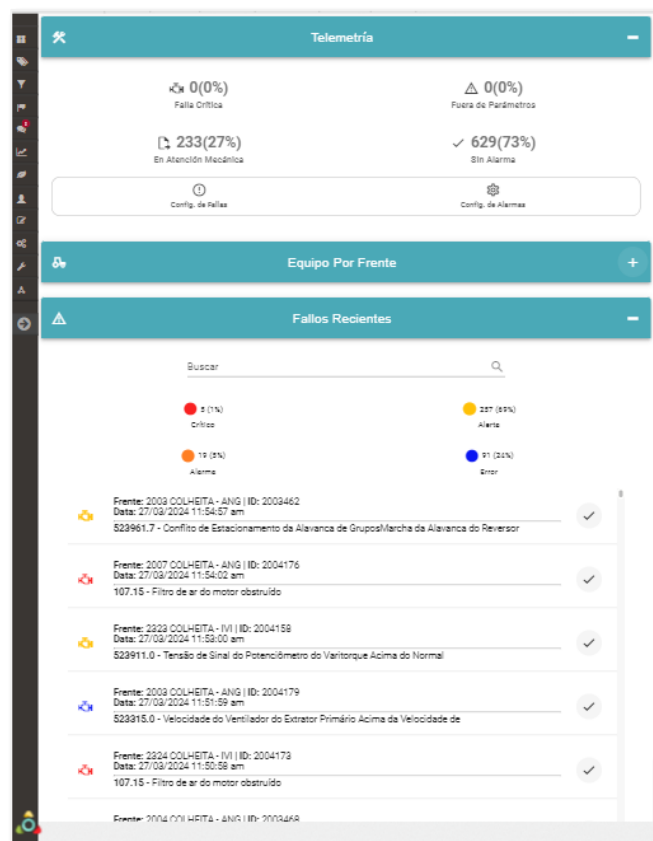 Telemetría
0(0%)
Falla Crítica
0(0%)
Fuera de Parámetros
233(27%)
En Atención Mecánica
629(73%)
Sin Alarma
Config. de Fallas
Config. de Alarmas
Equipo Por Frente
Fallos Recientes
Buscar
5 (1%)
Crítico
257 (69%)
Alerta
19 (5%)
Alarma
91 (24%)
Error
Frente: 2003 COLHEITA - ANG | ID: 2003462
Data: 27/03/2024 11:54:57 am
523961.7 - Conflito de Estacionamento da Alavanca de GruposMarcha da Alavanca do Reversor
Frente: 2007 COLHEITA - ANG | ID: 2004176
Data: 27/03/2024 11:54:02 am
107.15 - Filtro de ar do motor obstruído
Frente: 2323 COLHEITA - IVI | ID: 2004158
Data: 27/03/2024 11:53:00 am
523911.0 - Tensão de Sinal do Potenciômetro do Varitorque Acima do Normal
Frente: 2003 COLHEITA - ANG | ID: 2004179
Data: 27/03/2024 11:51:59 am
523315.0 - Velocidade do Ventilador do Extrator Primário Acima da Velocidade de
Frente: 2324 COLHEITA - IVI | ID: 2004173
Data: 27/03/2024 11:50:58 am
107.15 - Filtro de ar do motor obstruído
Frente: 2004 COLHEITA - ANG | ID: 2003468